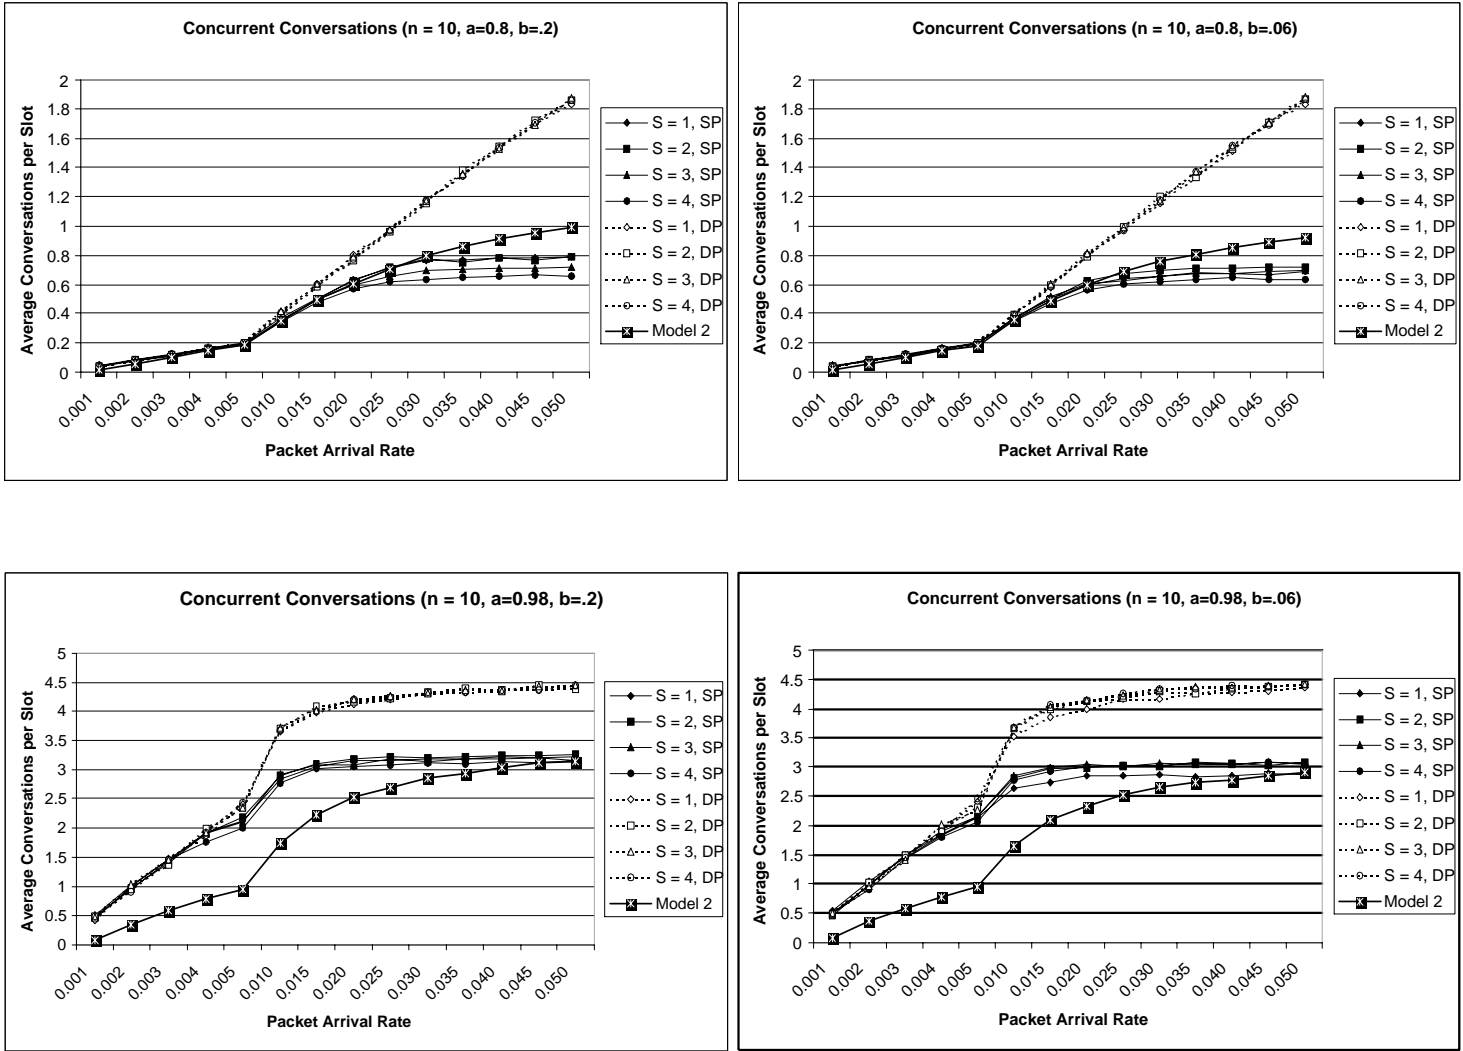 Concurrent Conversations (n = 10, a=0.8, b=.2)
Average Conversations per Slot
2
1.8
1.6
1.4
1.2
1
0.8
0.6
0.4
0.2
0
0.001
0.002
0.003
0.004
0.005
0.010
0.015
0.020
0.025
0.030
0.035
0.040
0.045
0.050
Packet Arrival Rate
S = 1, SP
S = 2, SP
S = 3, SP
S = 4, SP
S = 1, DP
S = 2, DP
S = 3, DP
S = 4, DP
Model 2
Concurrent Conversations (n = 10, a=0.8, b=.06)
Average Conversations per Slot
2
1.8
1.6
1.4
1.2
1
0.8
0.6
0.4
0.2
0
0.001
0.002
0.003
0.004
0.005
0.010
0.015
0.020
0.025
0.030
0.035
0.040
0.045
0.050
Packet Arrival Rate
S = 1, SP
S = 2, SP
S = 3, SP
S = 4, SP
S = 1, DP
S = 2, DP
S = 3, DP
S = 4, DP
Model 2
Concurrent Conversations (n = 10, a=0.98, b=.2)
Average Conversations per Slot
5
4.5
4
3.5
3
2.5
2
1.5
1
0.5
0
0.001
0.002
0.003
0.004
0.005
0.010
0.015
0.020
0.025
0.030
0.035
0.040
0.045
0.050
Packet Arrival Rate
S = 1, SP
S = 2, SP
S = 3, SP
S = 4, SP
S = 1, DP
S = 2, DP
S = 3, DP
S = 4, DP
Model 2
Concurrent Conversations (n = 10, a=0.98, b=.06)
Average Conversations per Slot
5
4.5
4
3.5
3
2.5
2
1.5
1
0.5
0
0.001
0.002
0.003
0.004
0.005
0.010
0.015
0.020
0.025
0.030
0.035
0.040
0.045
0.050
Packet Arrival Rate
S = 1, SP
S = 2, SP
S = 3, SP
S = 4, SP
S = 1, DP
S = 2, DP
S = 3, DP
S = 4, DP
Model 2